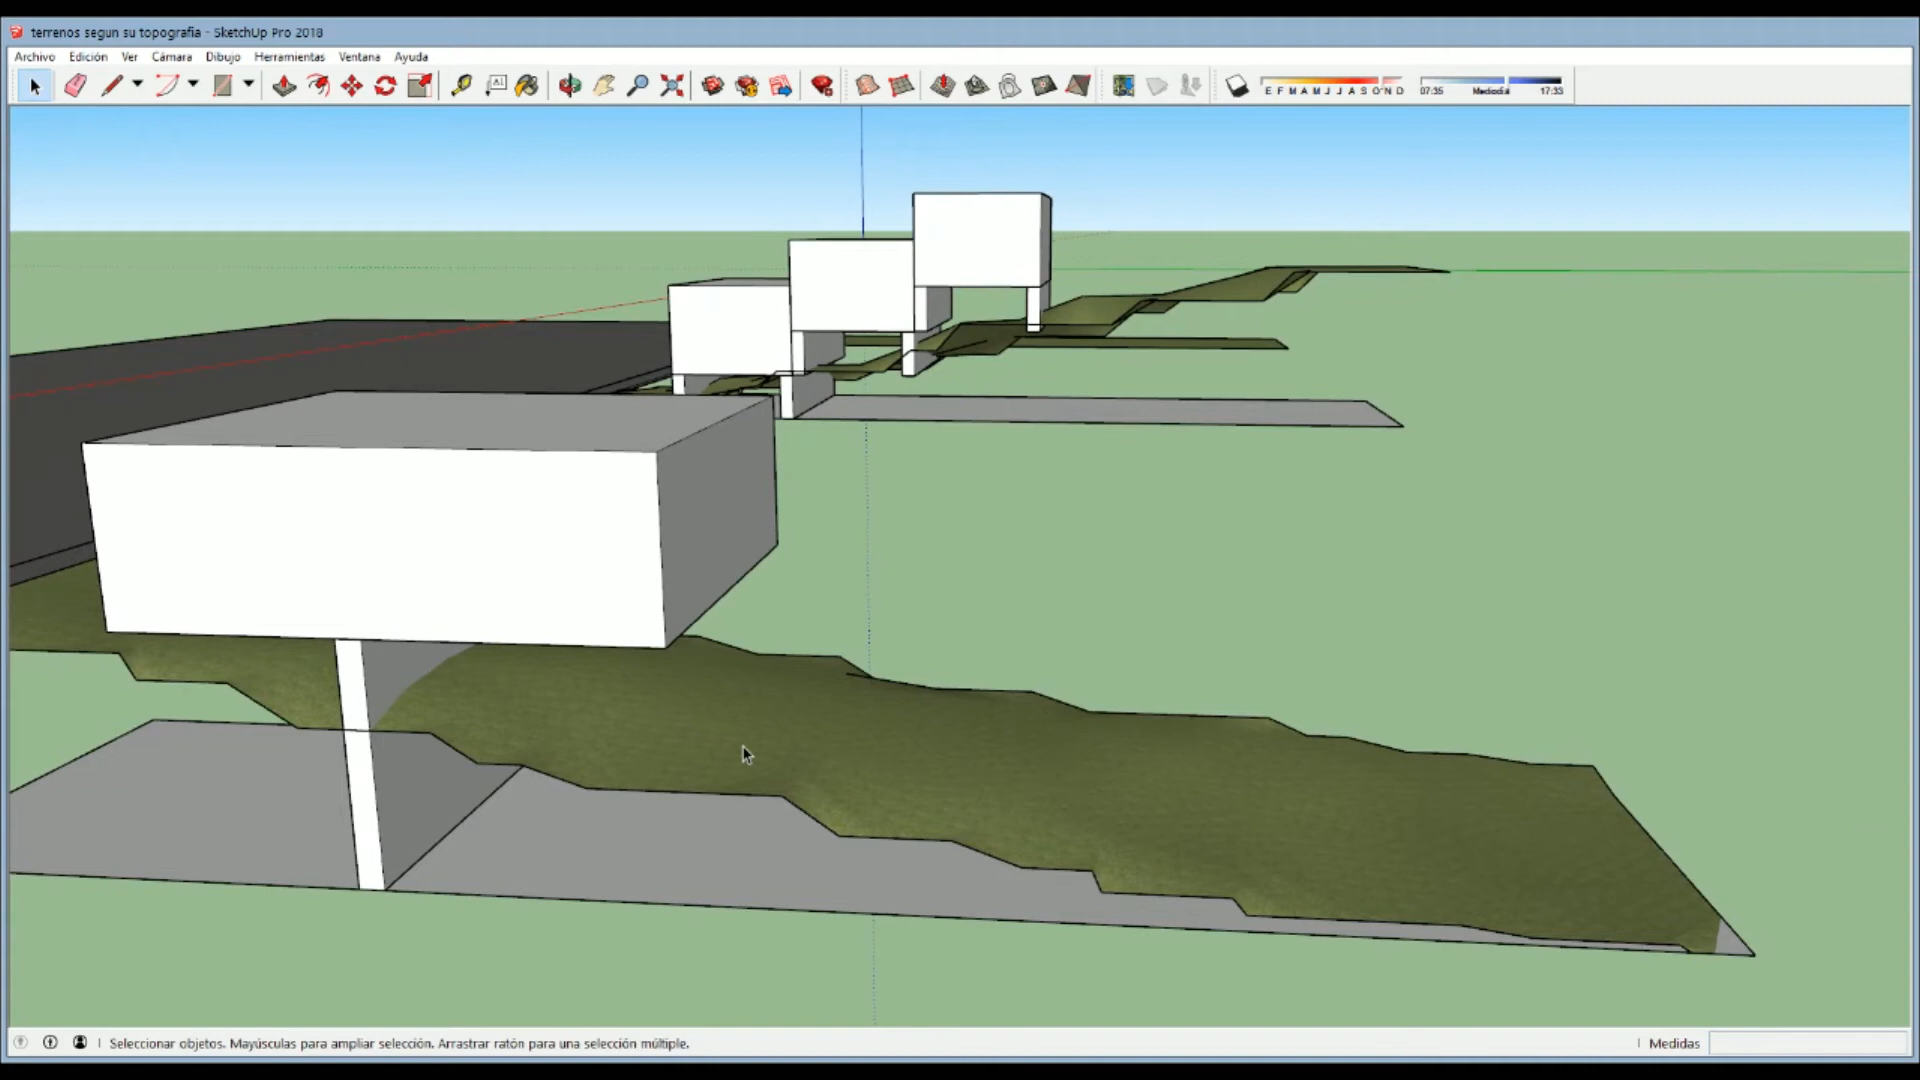 terrenos segun su topografia - SketchUp Pro 2018
Archivo Edición Ver Cámara Dibujo Herramientas Ventana Ayuda
E F M A M J J A S O N D 07:35 Mediodía 17:33
Seleccionar objetos. Mayúsculas para ampliar selección. Arrastrar ratón para una selección múltiple.
Medidas